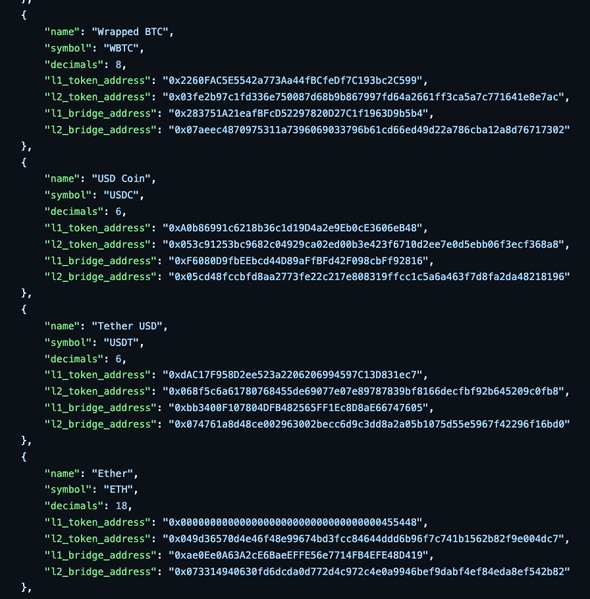 },
{
"name": "Wrapped BTC",
"symbol": "WBTC",
"decimals": 8,
"l1_token_address": "0x2260FAC5E5542a773Aa44fBCfeDf7C193bc2C599",
"l2_token_address": "0x03fe2b97c1fd336e750087d68b9b867997fd64a2661ff3ca5a7c771641e8e7ac",
"l1_bridge_address": "0x283751A21eafBFcD52297820D27C1f1963D9b5b4",
"l2_bridge_address": "0x07aeec4870975311a7396069033796b61cd66ed49d22a786cba12a8d76717302"
},
{
"name": "USD Coin",
"symbol": "USDC",
"decimals": 6,
"l1_token_address": "0xA0b86991c6218b36c1d19D4a2e9Eb0cE3606eB48",
"l2_token_address": "0x053c91253bc9682c04929ca02ed00b3e423f6710d2ee7e0d5ebb06f3ecf368a8",
"l1_bridge_address": "0xF6080D9fbEEbcd44D89aFfBFd42F098cbFf92816",
"l2_bridge_address": "0x05cd48fccbfd8aa2773fe22c217e808319ffcc1c5a6a463f7d8fa2da48218196"
},
{
"name": "Tether USD",
"symbol": "USDT",
"decimals": 6,
"l1_token_address": "0xdAC17F958D2ee523a2206206994597C13D831ec7",
"l2_token_address": "0x068f5c6a61780768455de69077e07e89787839bf8166decfbf92b645209c0fb8",
"l1_bridge_address": "0xbb3400F107804DFB482565FF1Ec8D8aE66747605",
"l2_bridge_address": "0x074761a8d48ce002963002becc6d9c3dd8a2a05b1075d55e5967f42296f16bd0"
},
{
"name": "Ether",
"symbol": "ETH",
"decimals": 18,
"l1_token_address": "0x0000000000000000000000000000000000455448",
"l2_token_address": "0x049d36570d4e46f48e99674bd3fcc84644ddd6b96f7c741b1562b82f9e004dc7",
"l1_bridge_address": "0xae0Ee0A63A2cE6BaeEFFE56e7714FB4EFE48D419",
"l2_bridge_address": "0x073314940630fd6dcda0d772d4c972c4e0a9946bef9dabf4ef84eda8ef542b82"
},